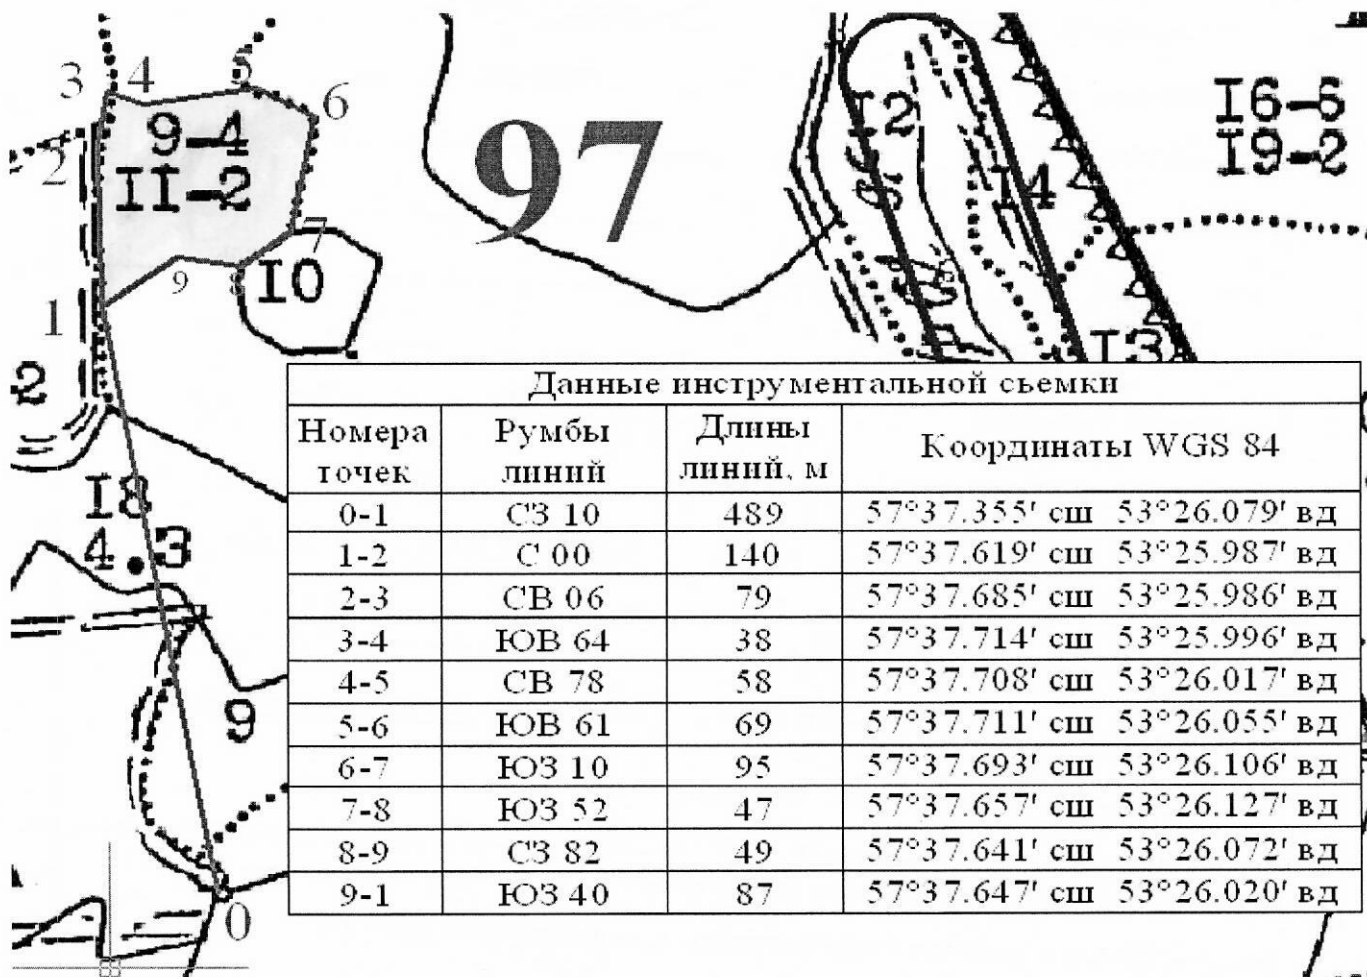 3 4 5 6
2
9-4
II-2
97
I2
I4
I6-6
I9-2
7
9 8 I0
1
2
I3
Данные инструментальной сьемки
Номера точек Румбы линий Длины линий, м Координаты WGS 84
0-1 СЗ 10 489 57°37.355' сш 53°26.079' вд
1-2 С 00 140 57°37.619' сш 53°25.987' вд
2-3 СВ 06 79 57°37.685' сш 53°25.986' вд
3-4 ЮВ 64 38 57°37.714' сш 53°25.996' вд
4-5 СВ 78 58 57°37.708' сш 53°26.017' вд
5-6 ЮВ 61 69 57°37.711' сш 53°26.055' вд
6-7 ЮЗ 10 95 57°37.693' сш 53°26.106' вд
7-8 ЮЗ 52 47 57°37.657' сш 53°26.127' вд
8-9 СЗ 82 49 57°37.641' сш 53°26.072' вд
9-1 ЮЗ 40 87 57°37.647' сш 53°26.020' вд
I8
4 3
9
0